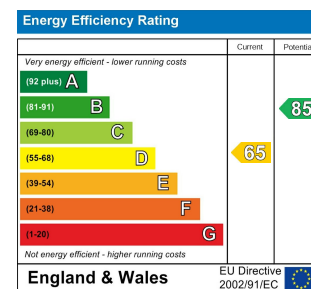 Energy Efficiency Rating
Current Potentia
Very energy efficient - lower running costs
(92 plus) A
(81-91) B
85
(69-80) C
(55-68) D
65
(39-54) E
(21-38) F
(1-20) G
Not energy efficient - higher running costs
England & Wales
EU Directive
2002/91/EC